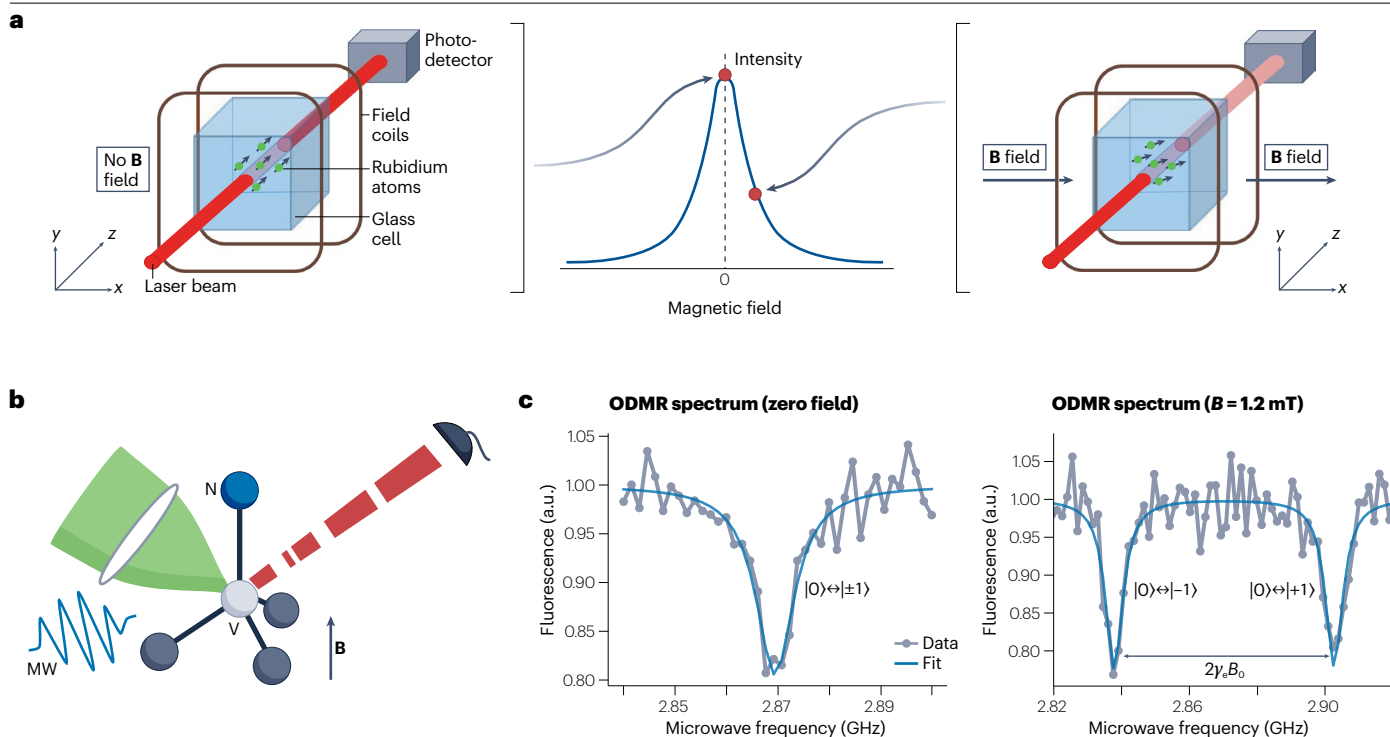 a
Photo-
detector
Field
coils
No B
field
Rubidium
atoms
Glass
cell
y
z
x
Laser beam
Intensity
0
Magnetic field
B field
B field
y
z
x
b
N
V
MW
B
c
ODMR spectrum (zero field)
1.05
1.00
0.95
0.90
0.85
0.80
Fluorescence (a.u.)
|0⟩↔|±1⟩
Data
Fit
2.85
2.87
2.89
Microwave frequency (GHz)
ODMR spectrum (B = 1.2 mT)
1.05
1.00
0.95
0.90
0.85
0.80
Fluorescence (a.u.)
|0⟩↔|−1⟩
|0⟩↔|+1⟩
2γₑB₀
2.82
2.86
2.90
Microwave frequency (GHz)